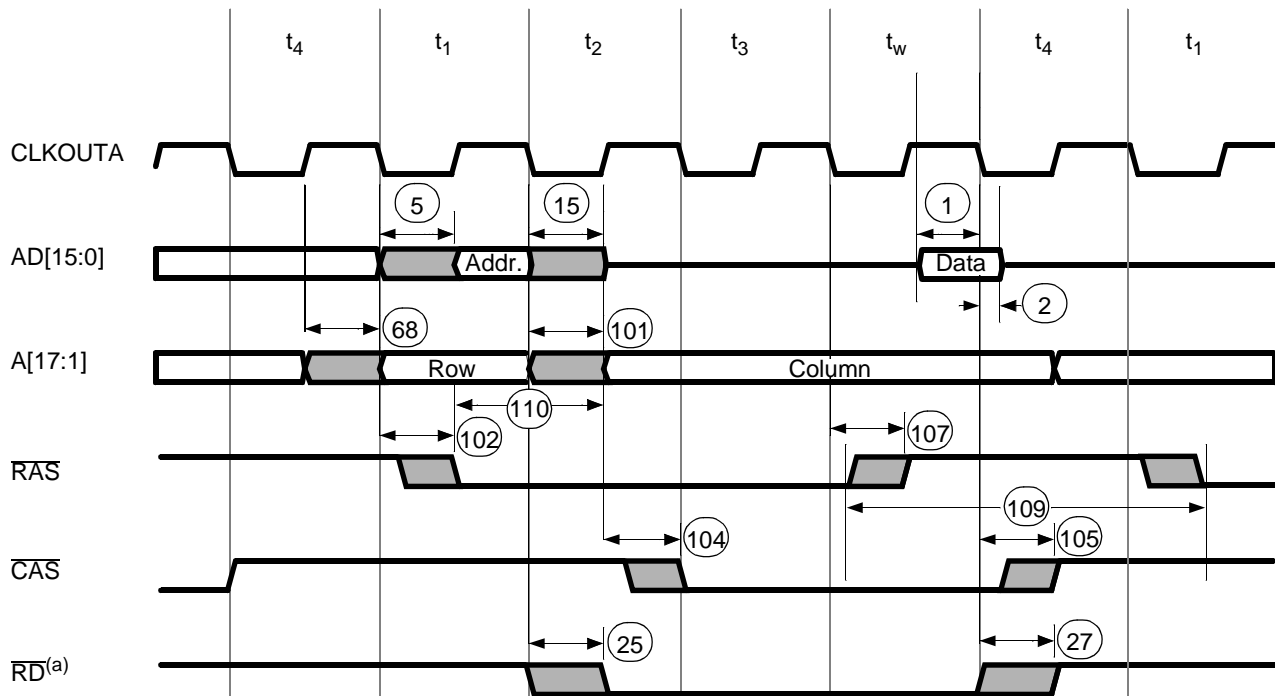 t4 t1 t2 t3 tw t4 t1
CLKOUTA
5 15 1
AD[15:0] Addr. Data
2
68 101
A[17:1] Row Column
110
102 107
RAS
109
104 105
CAS
25 27
RD(a)